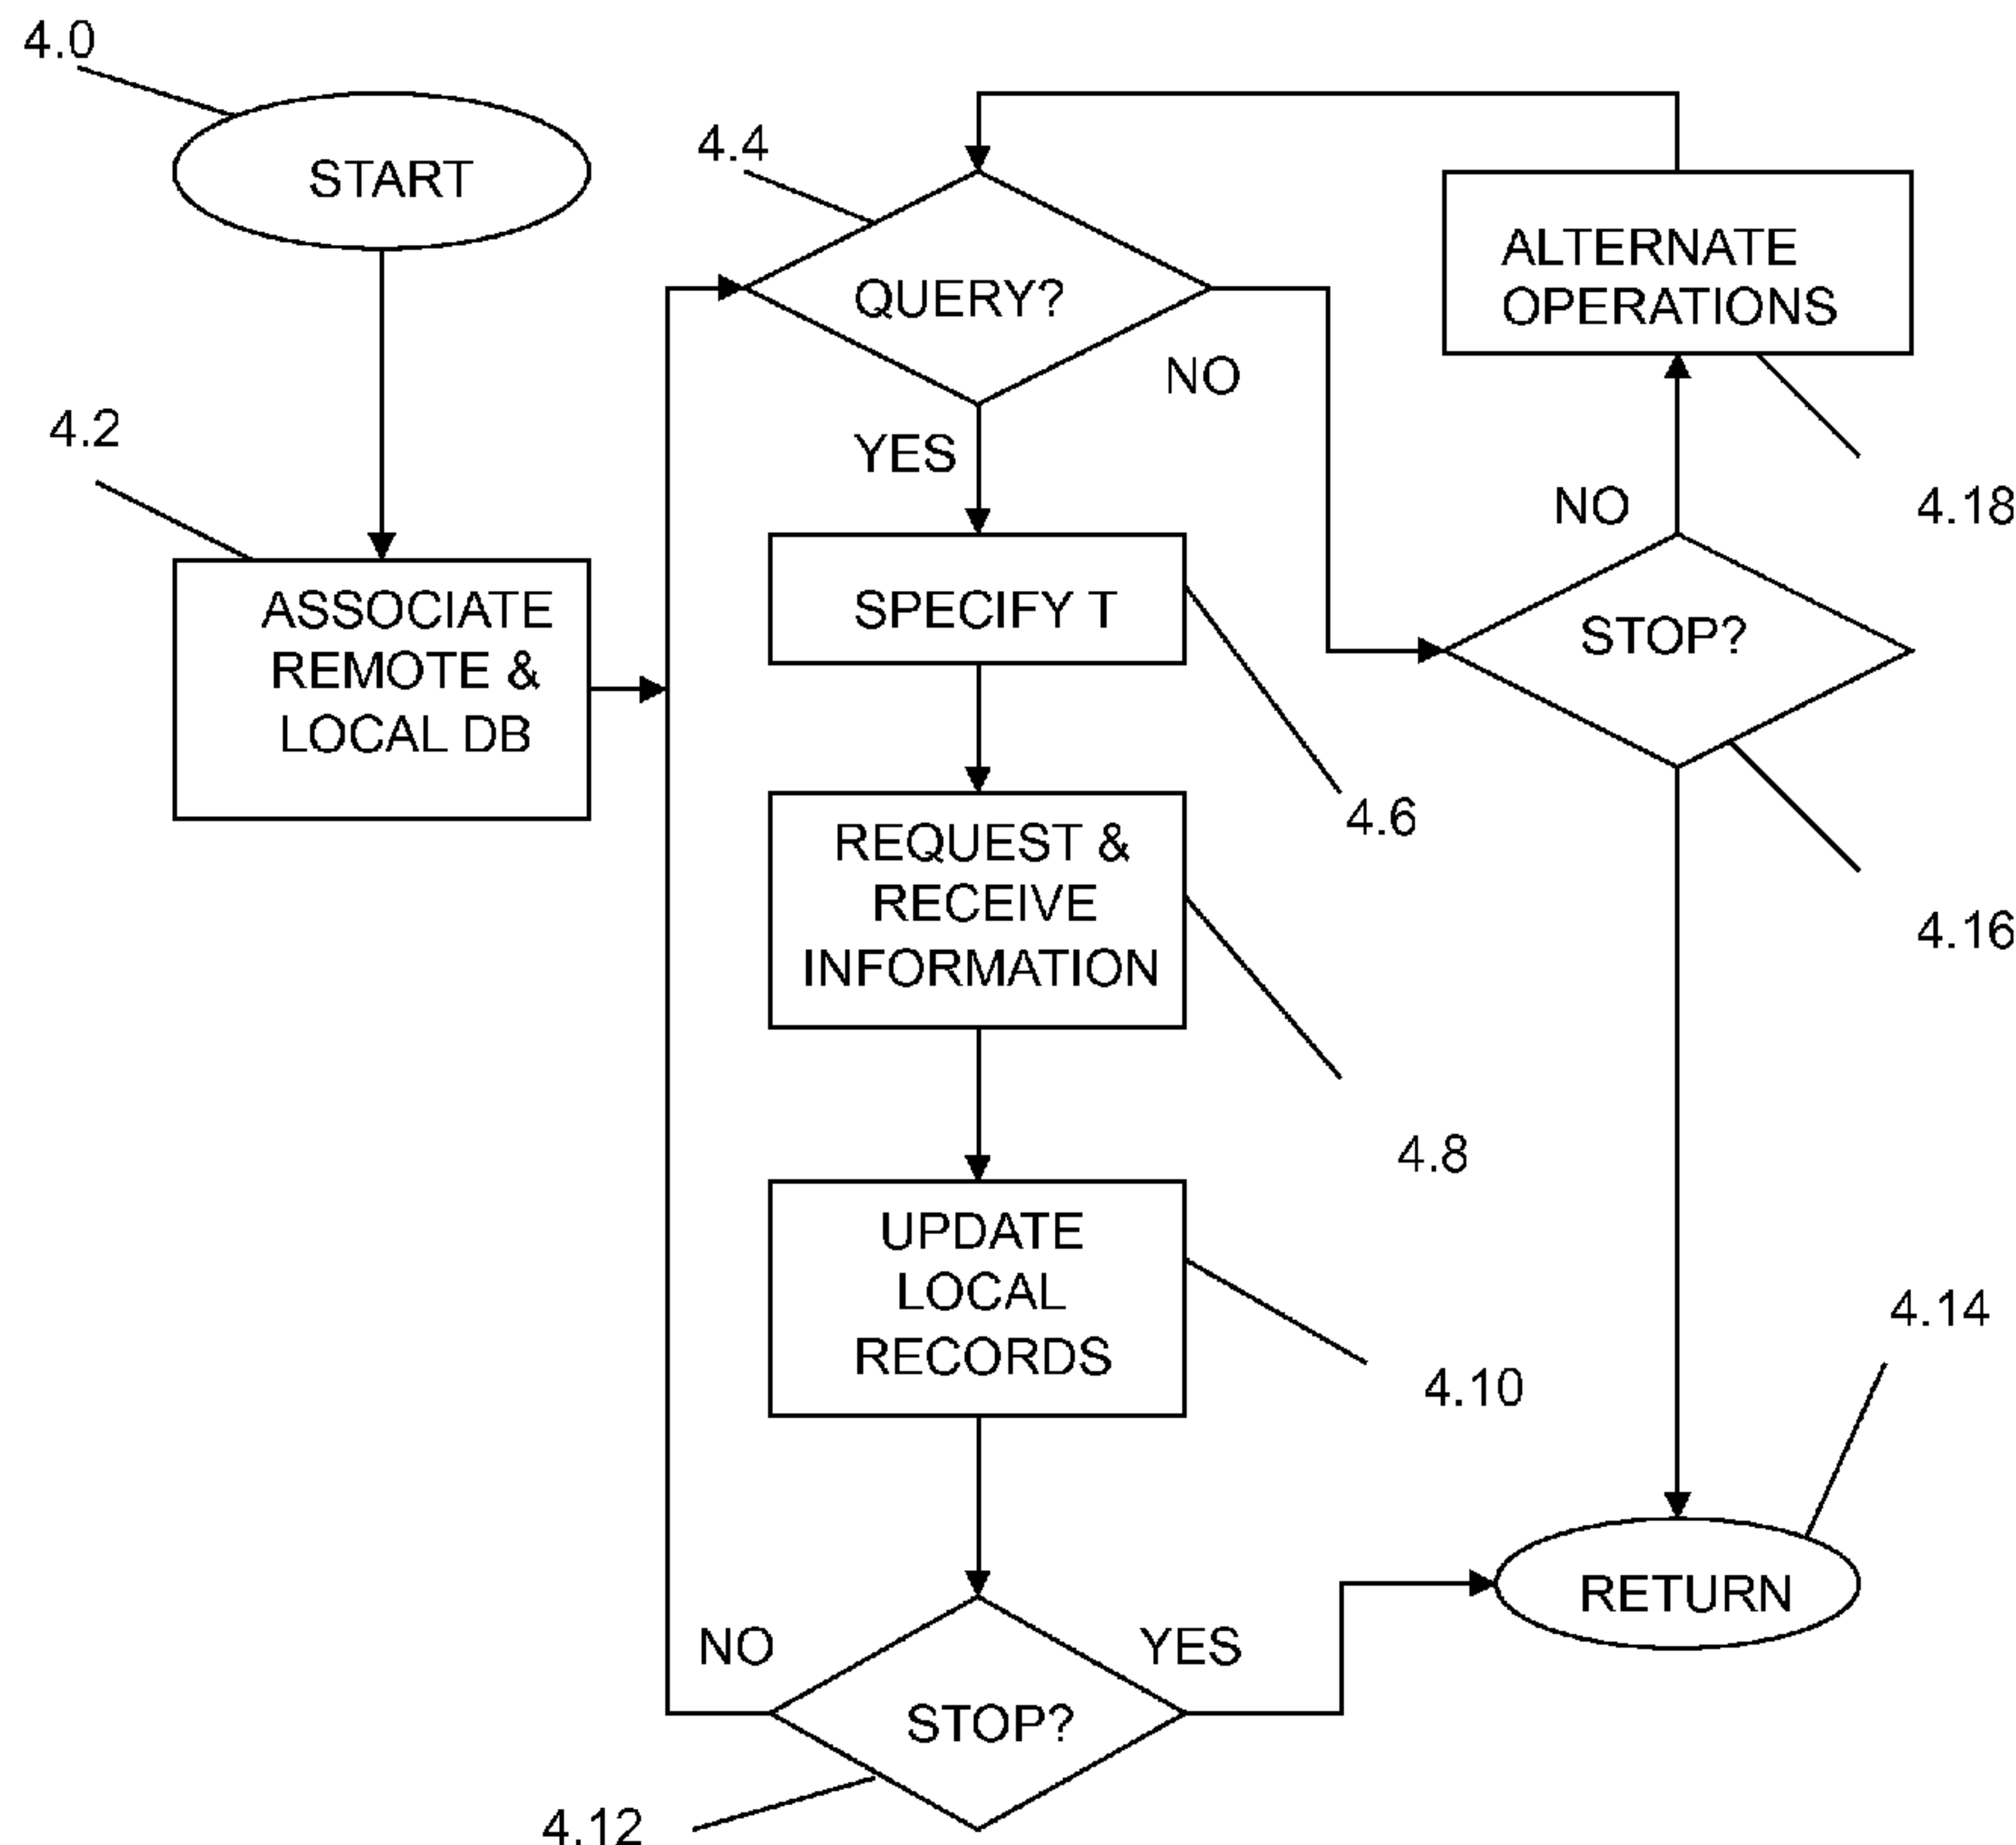 4.0
START
4.2
ASSOCIATE
REMOTE &
LOCAL DB
4.4
QUERY?
NO
YES
SPECIFY T
4.6
REQUEST &
RECEIVE
INFORMATION
4.8
UPDATE
LOCAL
RECORDS
4.10
NO
YES
STOP?
4.12
ALTERNATE
OPERATIONS
4.18
NO
STOP?
4.16
4.14
RETURN